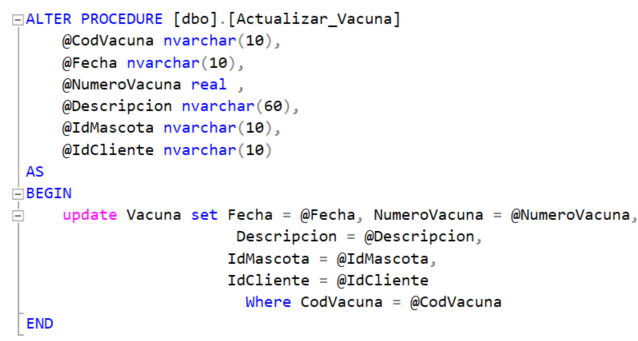 ALTER PROCEDURE [dbo].[Actualizar_Vacuna]
@CodVacuna nvarchar(10),
@Fecha nvarchar(10),
@NumeroVacuna real ,
@Descripcion nvarchar(60),
@IdMascota nvarchar(10),
@IdCliente nvarchar(10)
AS
BEGIN
update Vacuna set Fecha = @Fecha, NumeroVacuna = @NumeroVacuna,
Descripcion = @Descripcion,
IdMascota = @IdMascota,
IdCliente = @IdCliente
Where CodVacuna = @CodVacuna
END